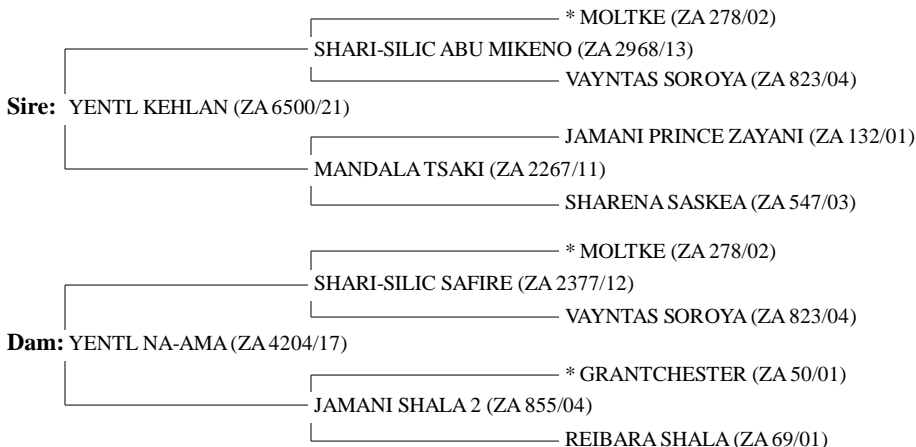 * MOLTKE (ZA 278/02)
SHARI-SILIC ABU MIKENO (ZA 2968/13)
VAYNTAS SOROYA (ZA 823/04)
Sire: YENTL KEHLAN (ZA 6500/21)
JAMANI PRINCE ZAYANI (ZA 132/01)
MANDALA TSAKI (ZA 2267/11)
SHARENA SASKEA (ZA 547/03)
* MOLTKE (ZA 278/02)
SHARI-SILIC SAFIRE (ZA 2377/12)
VAYNTAS SOROYA (ZA 823/04)
Dam: YENTL NA-AMA (ZA 4204/17)
* GRANTCHESTER (ZA 50/01)
JAMANI SHALA 2 (ZA 855/04)
REIBARA SHALA (ZA 69/01)